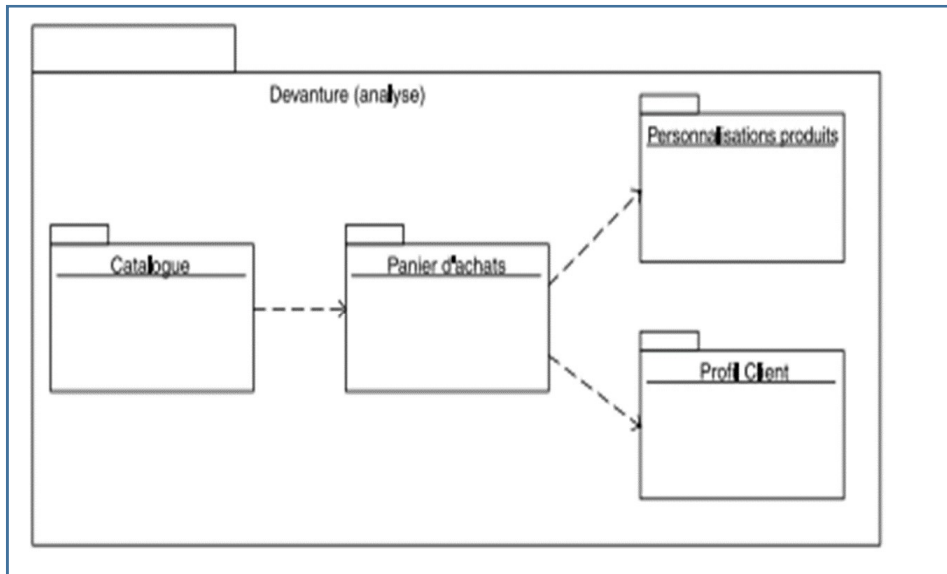 Devanture (analyse)
Personnalisations produits
Catalogue
Panier d'achats
Profil Client